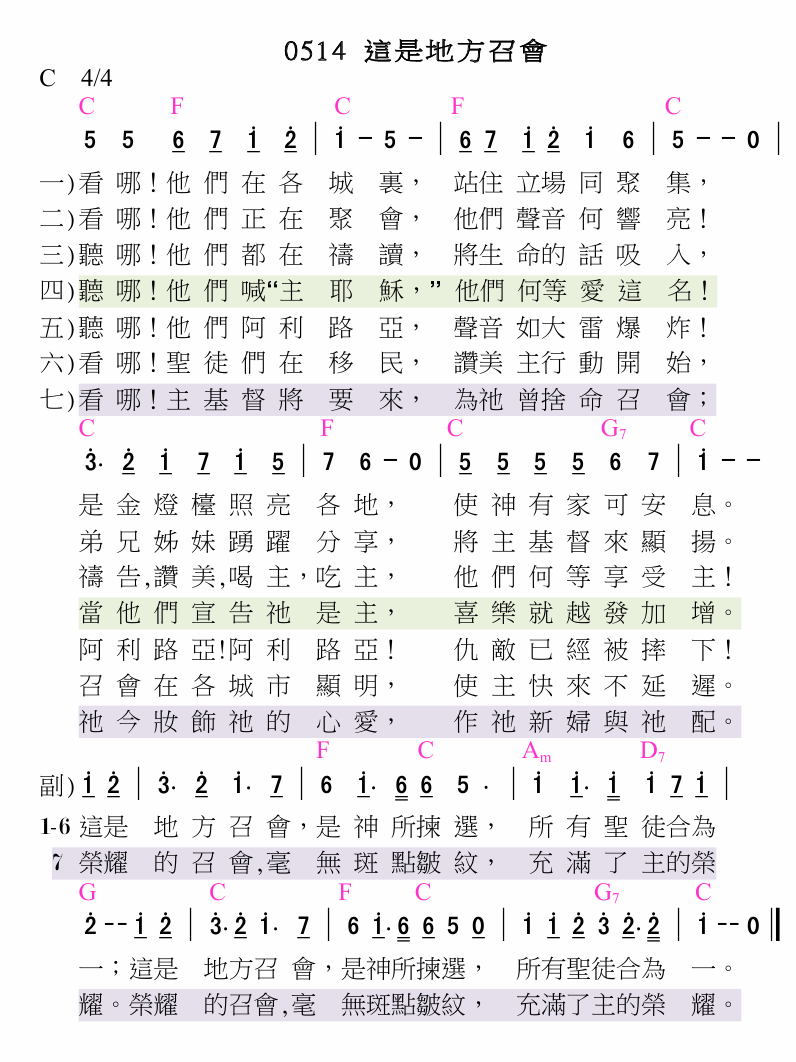 0514 這是地方召會
C 4/4
C F C F C
5 5 6 7 i 2 | i - 5 - | 6 7 i 2 i 6 | 5 - - 0 |
一)看 哪！他 們 在 各 城 裏， 站住 立場 同 聚 集，
二)看 哪！他 們 正 在 聚 會， 他們 聲音 何 響 亮！
三)聽 哪！他 們 都 在 禱 讀， 將生 命的 話 吸 入，
四)聽 哪！他 們 喊“主 耶 穌，” 他們 何等 愛 這 名！
五)聽 哪！他 們 阿 利 路 亞， 聲音 如大 雷 爆 炸！
六)看 哪！聖 徒 們 在 移 民， 讚美 主行 動 開 始，
七)看 哪！主 基 督 將 要 來， 為祂 曾捨 命 召 會；
C F C G7 C
3. 2 i 7 i 5 | 7 6 - 0 | 5 5 5 5 6 7 | i - -
是 金 燈 檯 照 亮 各 地， 使 神 有 家 可 安 息。
弟 兄 姊 妹 踴 躍 分 享， 將 主 基 督 來 顯 揚。
禱 告,讚 美,喝 主，吃 主， 他 們 何 等 享 受 主！
當 他 們 宣 告 祂 是 主， 喜 樂 就 越 發 加 增。
阿 利 路 亞!阿 利 路 亞！ 仇 敵 已 經 被 摔 下！
召 會 在 各 城 市 顯 明， 使 主 快 來 不 延 遲。
祂 今 妝 飾 祂 的 心 愛， 作 祂 新 婦 與 祂 配。
F C Am D7
副) i 2 | 3. 2 i. 7 | 6 i. 6 6 5 . | i i. i i 7 i |
1-6 這是 地 方 召 會，是 神 所揀 選， 所 有 聖 徒合為
7 榮耀 的 召 會,毫 無 斑 點皺 紋， 充 滿 了 主的榮
G C F C G7 C
2 -- i 2 | 3. 2 i. 7 | 6 i. 6 6 5 0 | i i 2 3 2. 2 | i -- 0 ‖
一；這是 地方召 會，是神所揀選， 所有聖徒合為 一。
耀。榮耀 的召會,毫 無斑點皺紋， 充滿了主的榮 耀。